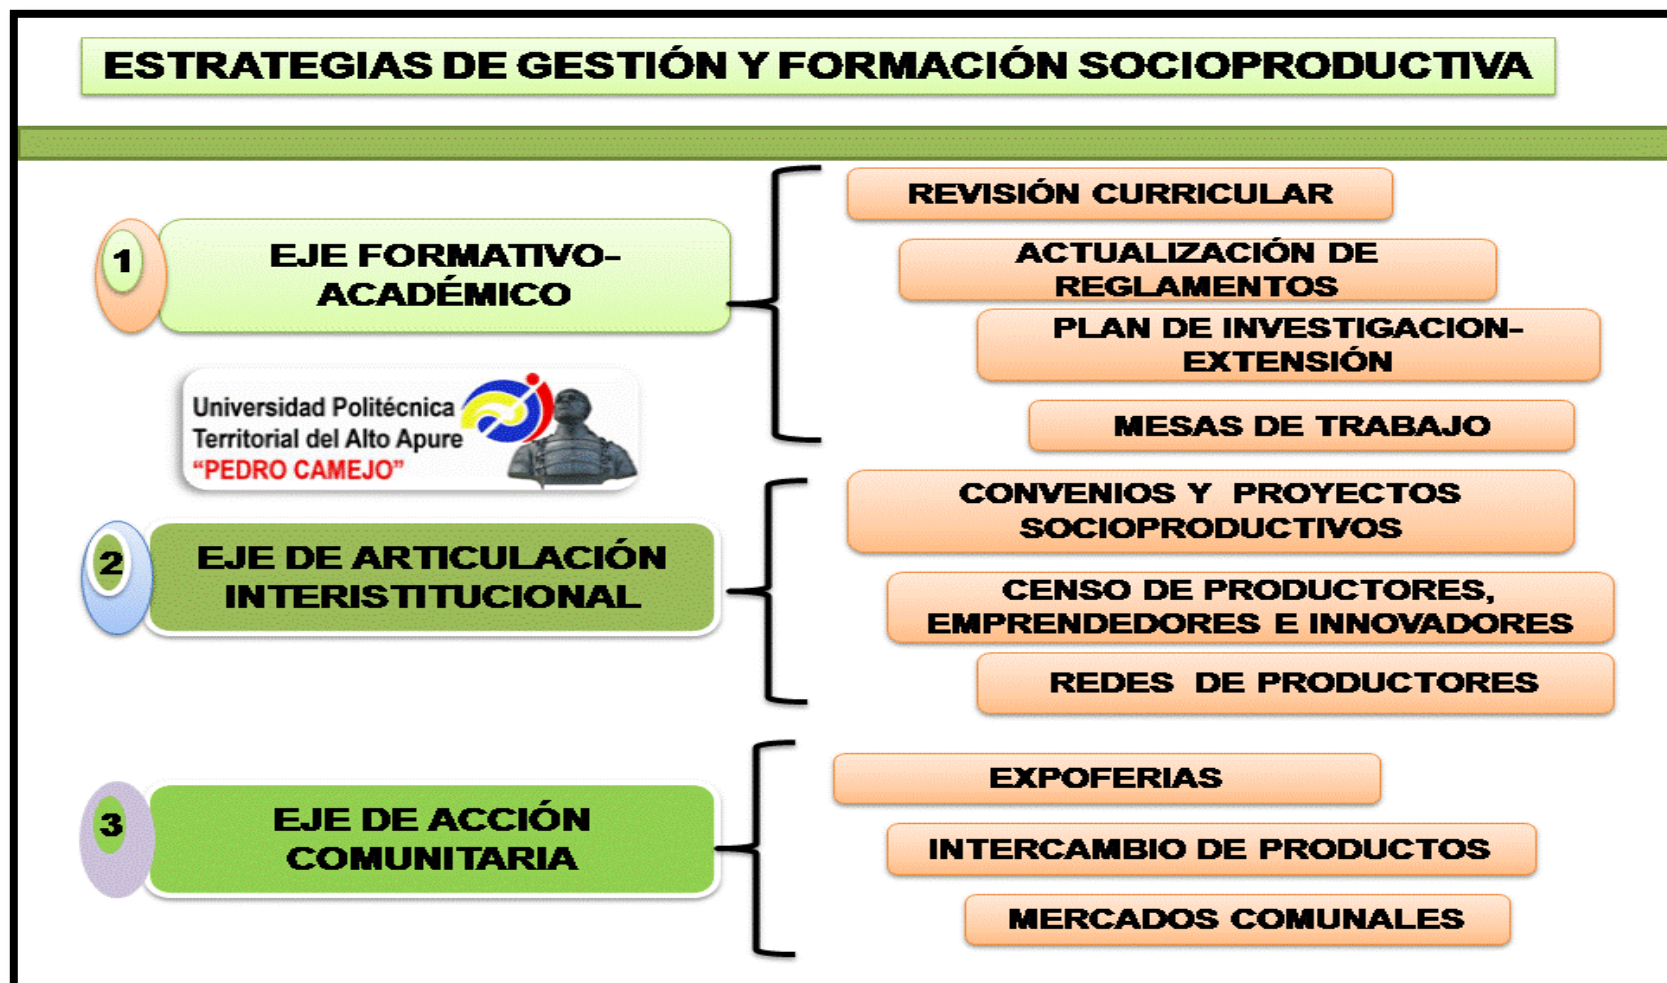 ESTRATEGIAS DE GESTIÓN Y FORMACIÓN SOCIOPRODUCTIVA
1
EJE FORMATIVO-
ACADÉMICO
REVISIÓN CURRICULAR
ACTUALIZACIÓN DE
REGLAMENTOS
PLAN DE INVESTIGACION-
EXTENSIÓN
MESAS DE TRABAJO
Universidad Politécnica
Territorial del Alto Apure
“PEDRO CAMEJO”
2
EJE DE ARTICULACIÓN
INTERISTITUCIONAL
CONVENIOS Y PROYECTOS
SOCIOPRODUCTIVOS
CENSO DE PRODUCTORES,
EMPRENDEDORES E INNOVADORES
REDES DE PRODUCTORES
3
EJE DE ACCIÓN
COMUNITARIA
EXPOFERIAS
INTERCAMBIO DE PRODUCTOS
MERCADOS COMUNALES